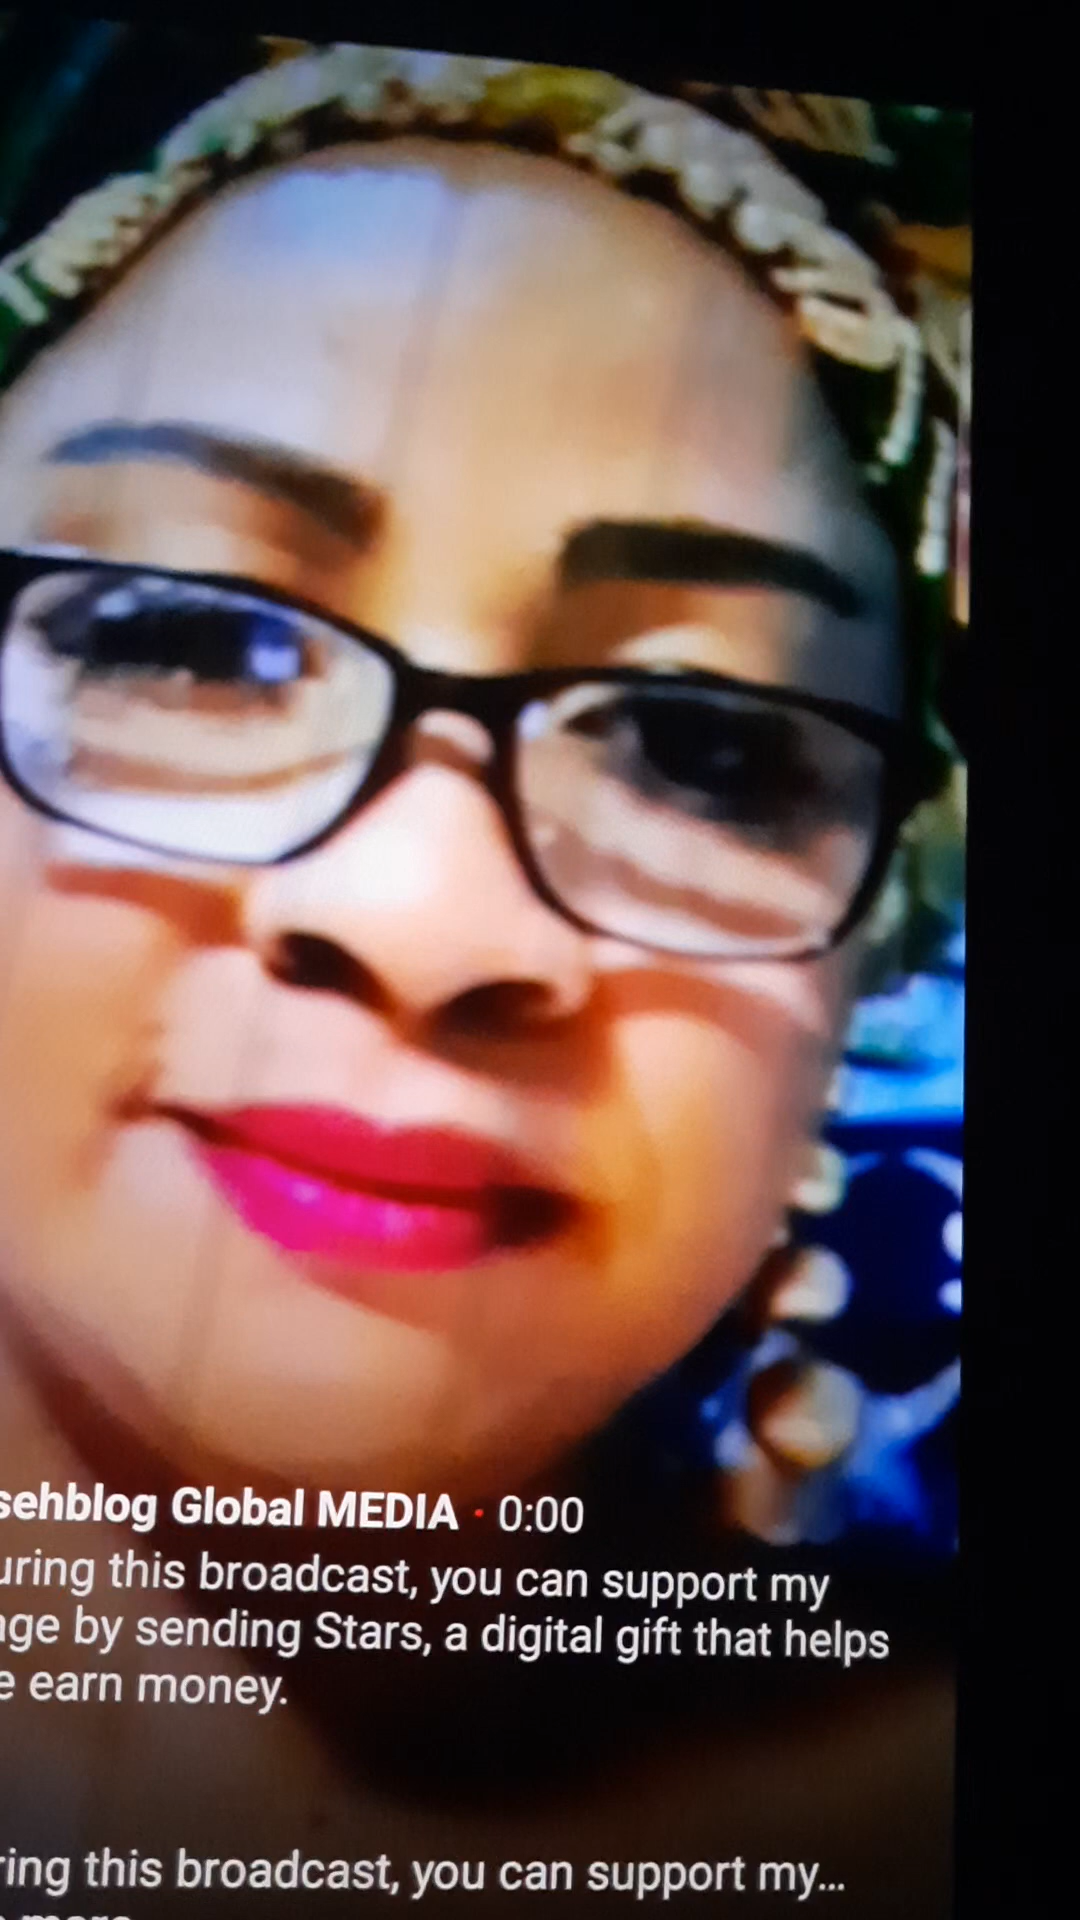 sehblog Global MEDIA · 0:00
uring this broadcast, you can support my
age by sending Stars, a digital gift that helps
e earn money.
ring this broadcast, you can support my...